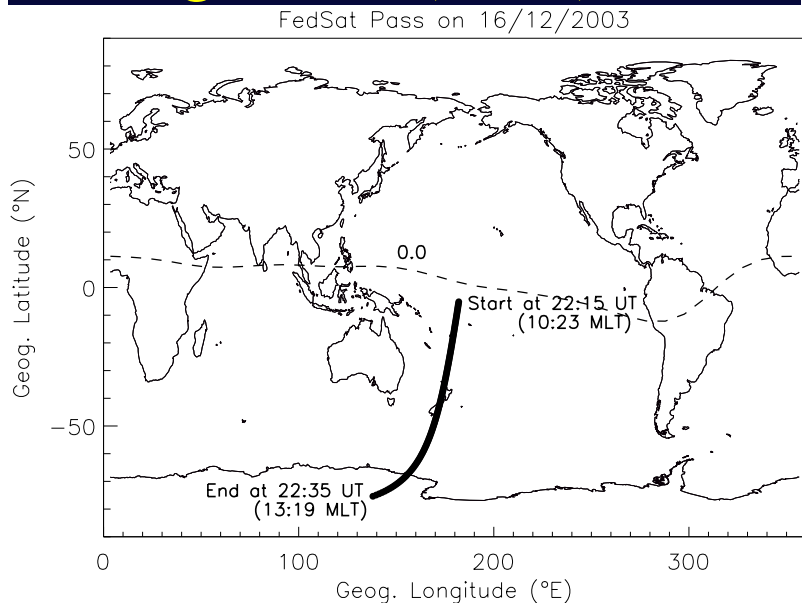 FedSat Pass on 16/12/2003
Geog. Latitude (°N)
50
0
−50
0.0
Start at 22:15 UT
(10:23 MLT)
End at 22:35 UT
(13:19 MLT)
0
100
200
300
Geog. Longitude (°E)